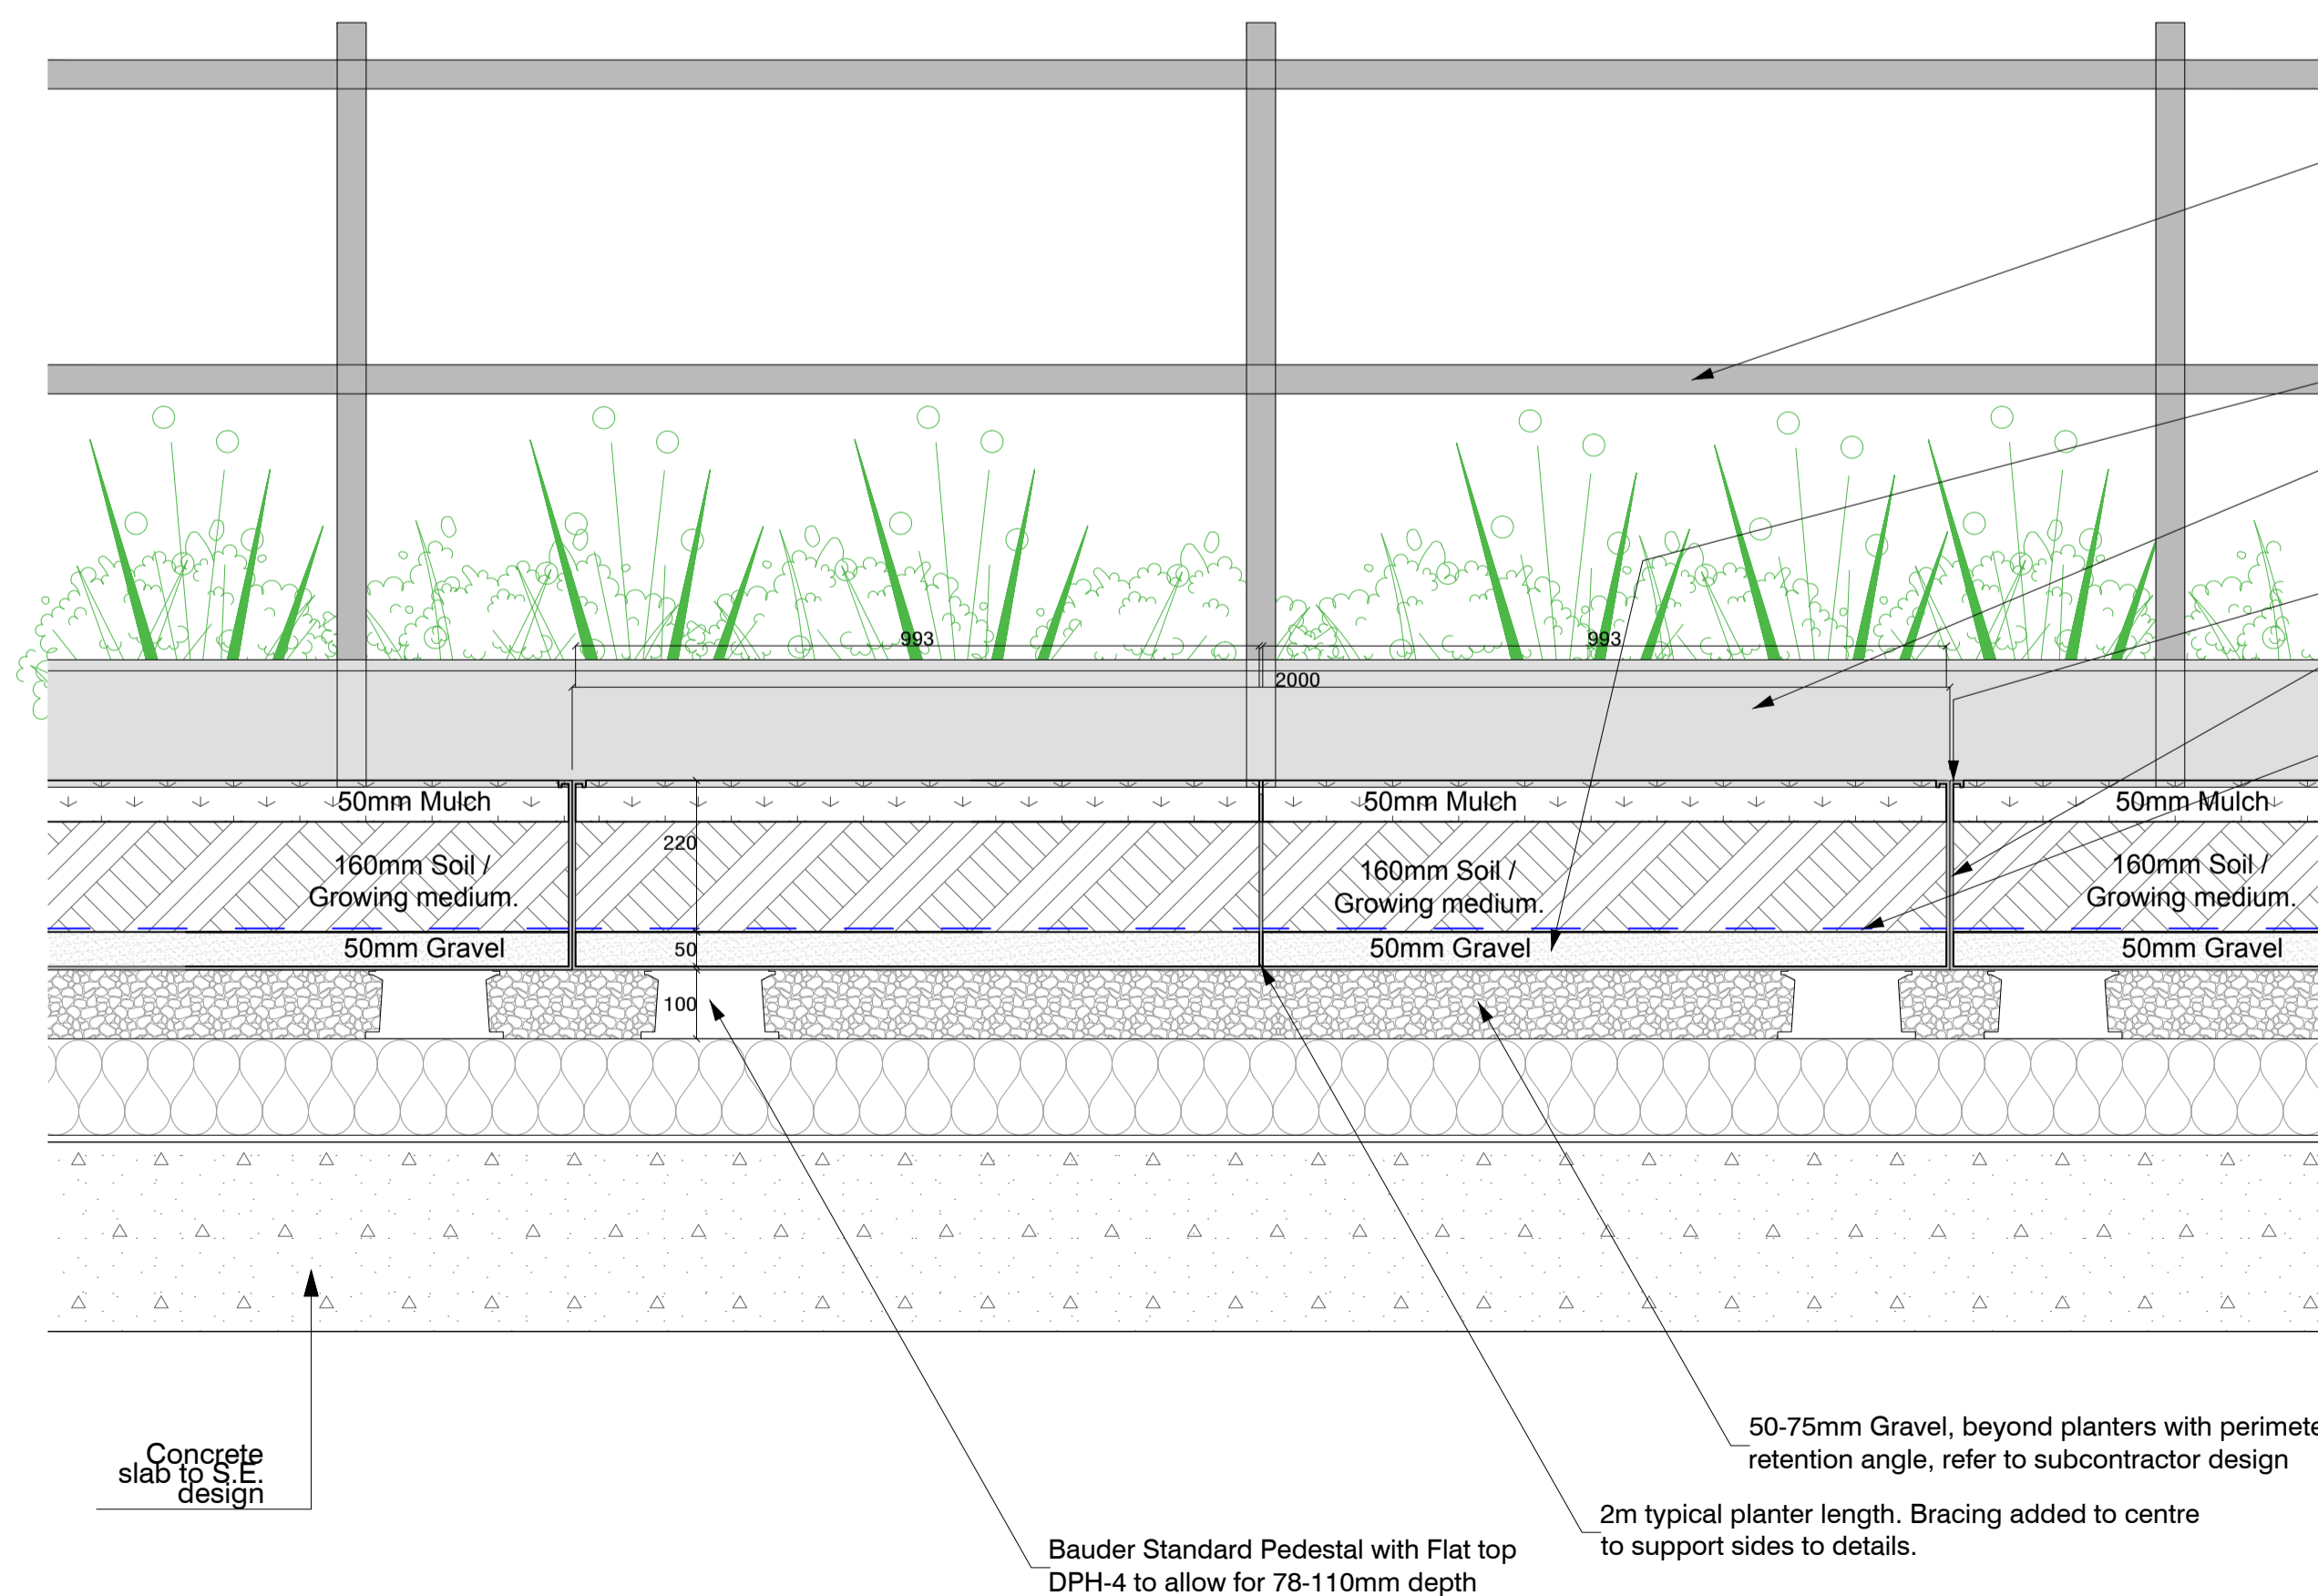 993
993
2000
50mm Mulch
50mm Mulch
50mm Mulch
220
160mm Soil /
Growing medium.
160mm Soil /
Growing medium.
160mm Soil /
Growing medium.
50mm Gravel
50
50mm Gravel
50mm Gravel
100
Concrete
slab to S.E.
design
50-75mm Gravel, beyond planters with perimete
retention angle, refer to subcontractor design
2m typical planter length. Bracing added to centre
to support sides to details.
Bauder Standard Pedestal with Flat top
DPH-4 to allow for 78-110mm depth